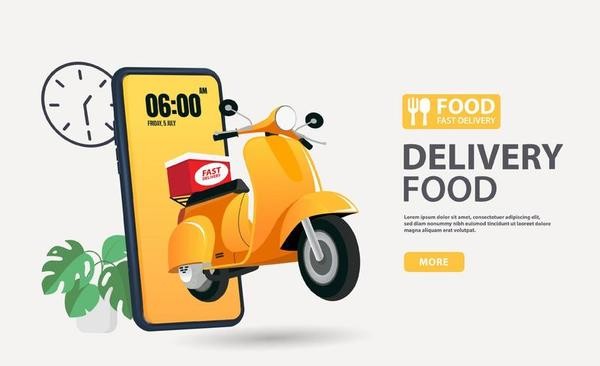 06:00 AM
FRIDAY, 5 JULY
FAST
DELIVERY
FOOD
FAST DELIVERY
DELIVERY
FOOD
Lorem ipsum dolor sit amet, consectetuer adipiscing elit,
sed diam nonummy nibh euismod tincidunt ut laoreet dolore
magna aliquam erat volutpat.
MORE